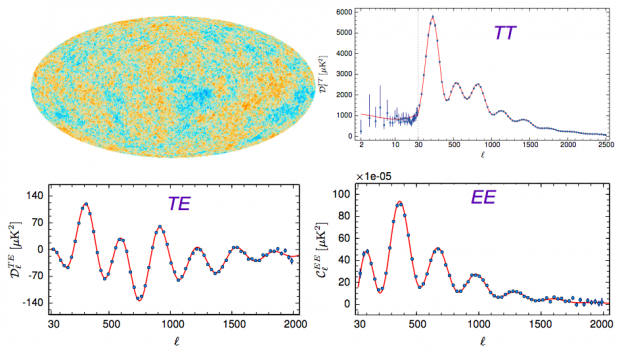 TT
6000
5000
4000
3000
2000
1000
0
𝒟ℓ^TT [μK²]
2 10 30 500 1000 1500 2000 2500
ℓ
TE
140
70
0
-70
-140
𝒟ℓ^TE [μK²]
30 500 1000 1500 2000
ℓ
×10⁻05
EE
100
80
60
40
20
0
𝒞ℓ^EE [μK²]
30 500 1000 1500 2000
ℓ